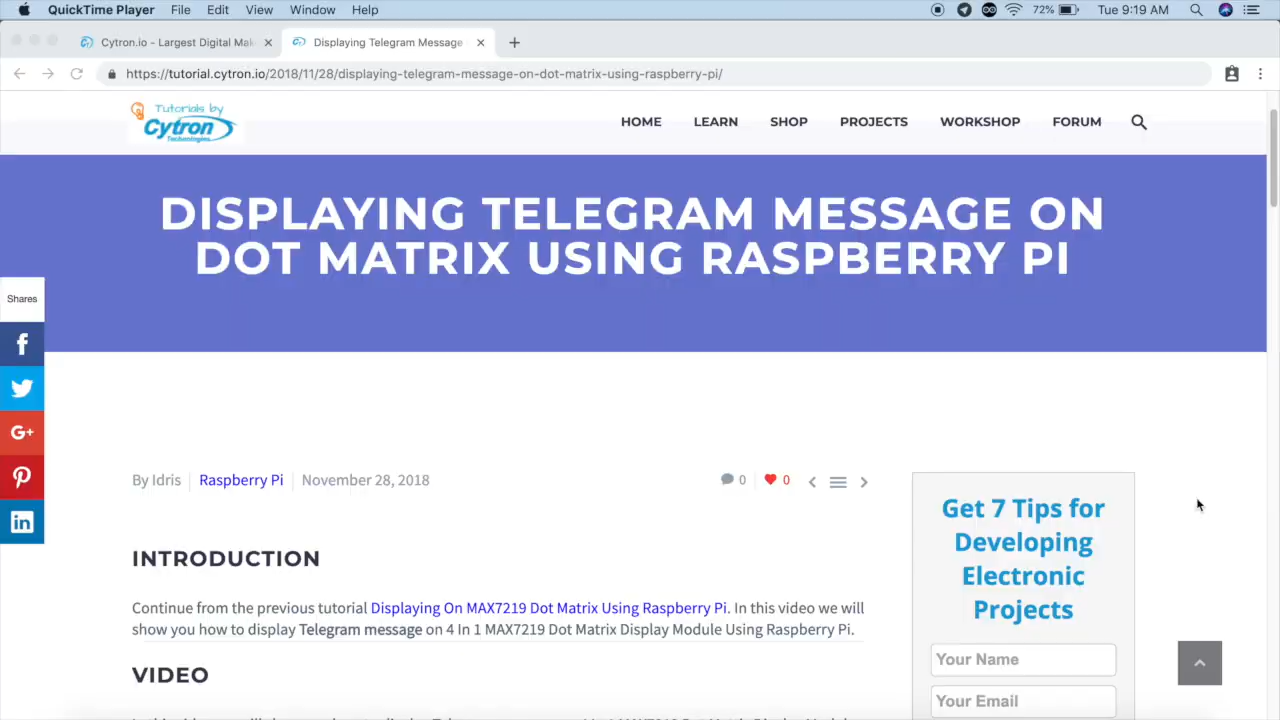 QuickTime Player File Edit View Window Help 72% Tue 9:19 AM
Cytron.io - Largest Digital Mak
Displaying Telegram Message
https://tutorial.cytron.io/2018/11/28/displaying-telegram-message-on-dot-matrix-using-raspberry-pi/
Tutorials by
Cytron
Technologies
HOME LEARN SHOP PROJECTS WORKSHOP FORUM
DISPLAYING TELEGRAM MESSAGE ON
DOT MATRIX USING RASPBERRY PI
Shares
By Idris Raspberry Pi November 28, 2018 0 0
INTRODUCTION
Continue from the previous tutorial Displaying On MAX7219 Dot Matrix Using Raspberry Pi. In this video we will
show you how to display Telegram message on 4 In 1 MAX7219 Dot Matrix Display Module Using Raspberry Pi.
VIDEO
Get 7 Tips for
Developing
Electronic
Projects
Your Name
Your Email